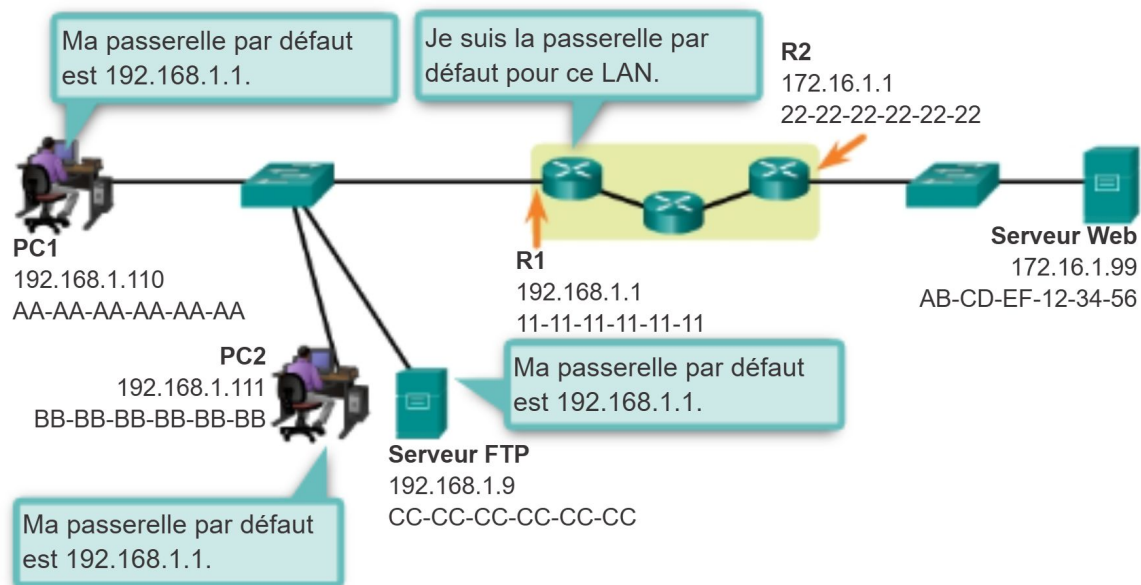 Ma passerelle par défaut
est 192.168.1.1.
Je suis la passerelle par
défaut pour ce LAN.
R2
172.16.1.1
22-22-22-22-22-22
PC1
192.168.1.110
AA-AA-AA-AA-AA-AA
R1
192.168.1.1
11-11-11-11-11-11
Serveur Web
172.16.1.99
AB-CD-EF-12-34-56
PC2
192.168.1.111
BB-BB-BB-BB-BB-BB
Ma passerelle par défaut
est 192.168.1.1.
Serveur FTP
192.168.1.9
CC-CC-CC-CC-CC-CC
Ma passerelle par défaut
est 192.168.1.1.